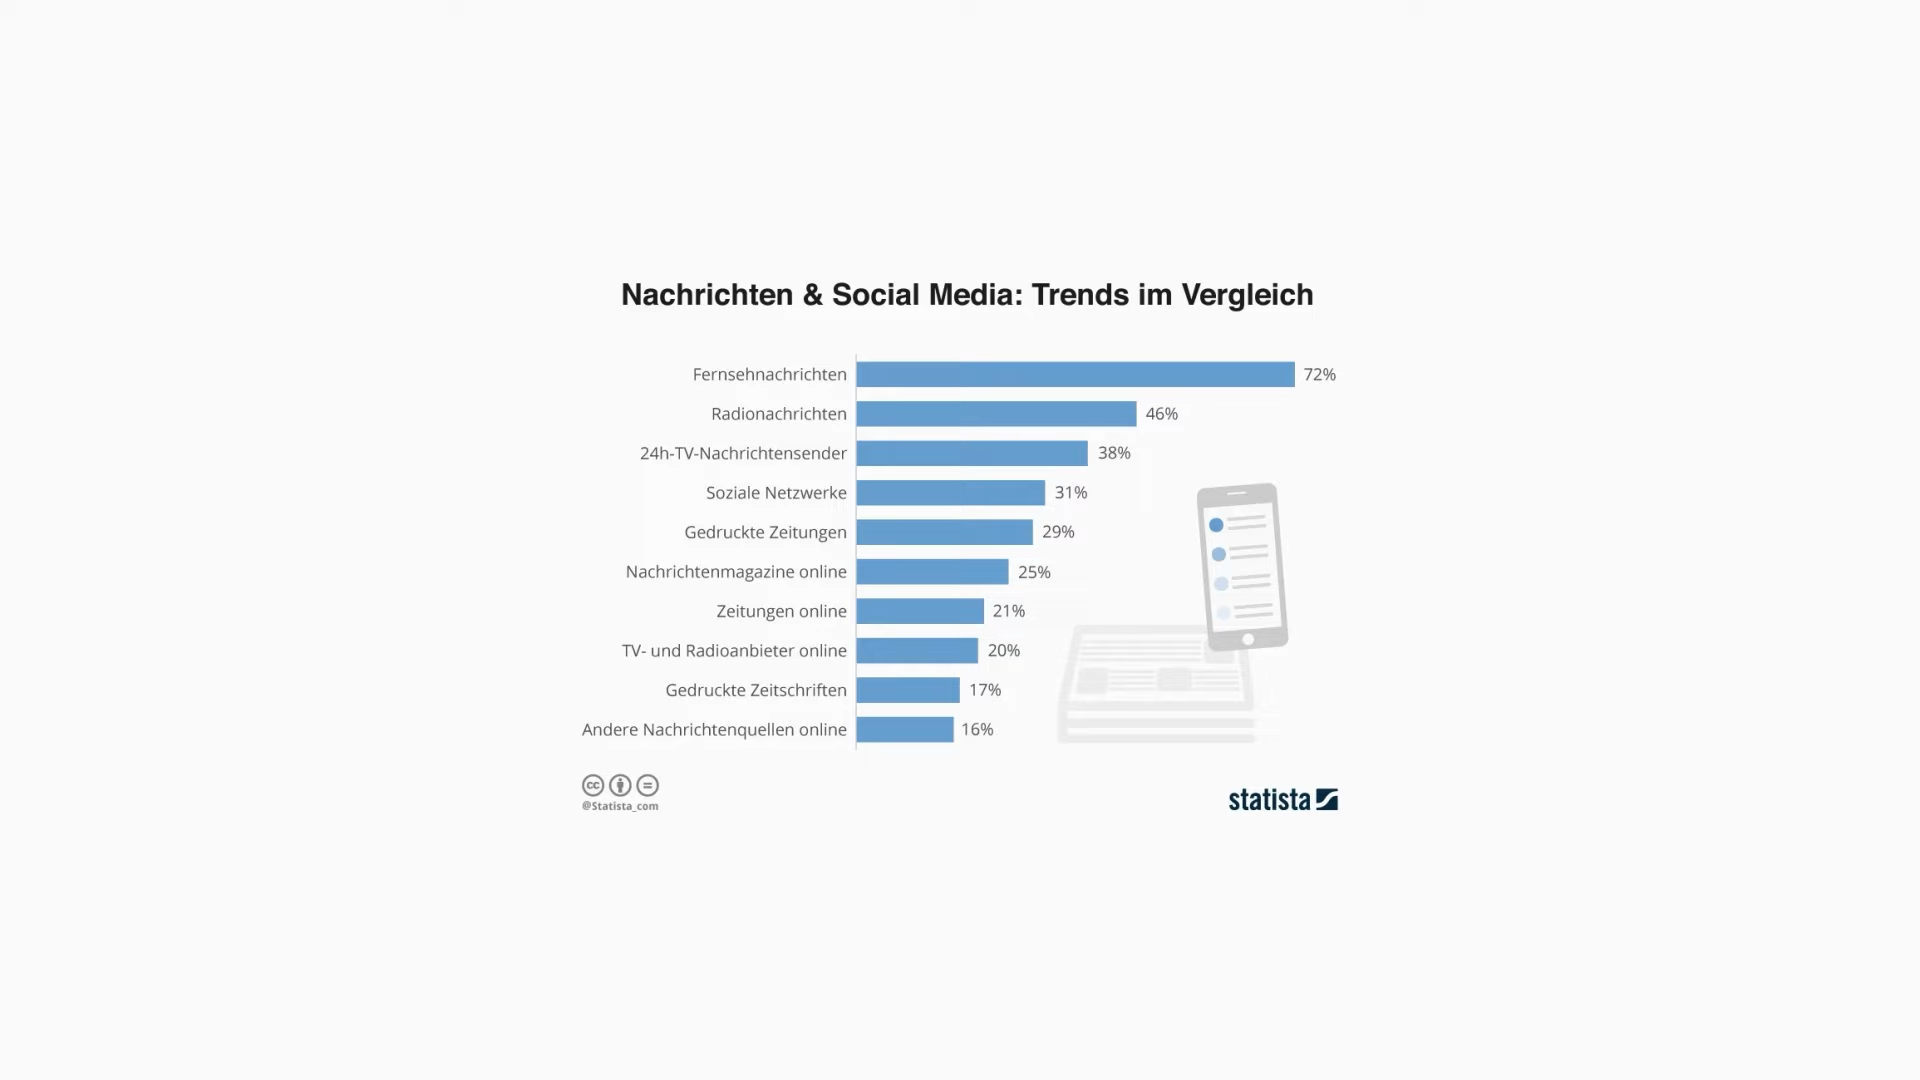 Nachrichten & Social Media: Trends im Vergleich
Fernsehnachrichten 72%
Radionachrichten 46%
24h-TV-Nachrichtensender 38%
Soziale Netzwerke 31%
Gedruckte Zeitungen 29%
Nachrichtenmagazine online 25%
Zeitungen online 21%
TV- und Radioanbieter online 20%
Gedruckte Zeitschriften 17%
Andere Nachrichtenquellen online 16%
cc
@Statista_com
statista